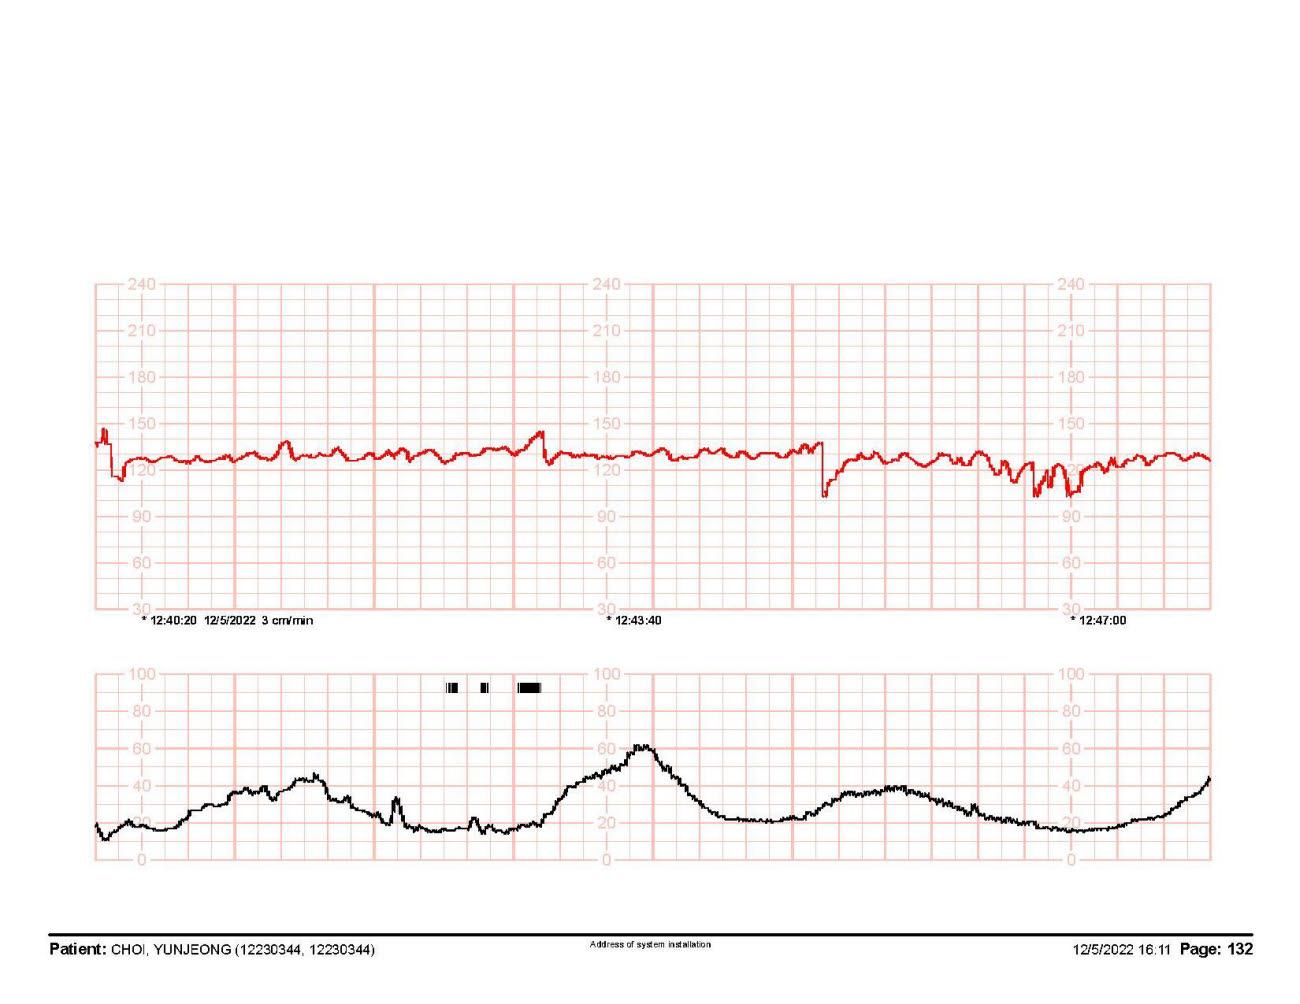 240 240 240
210 210 210
180 180 180
150 150 150
120 120 120
90 90 90
60 60 60
30 30 30
* 12:40:20 12/5/2022 3 cm/min * 12:43:40 * 12:47:00
100 100 100
80 80 80
60 60 60
40 40 40
20 20 20
0 0 0
Patient: CHOI, YUNJEONG (12230344, 12230344) Address of system installation 12/5/2022 16:11 Page: 132